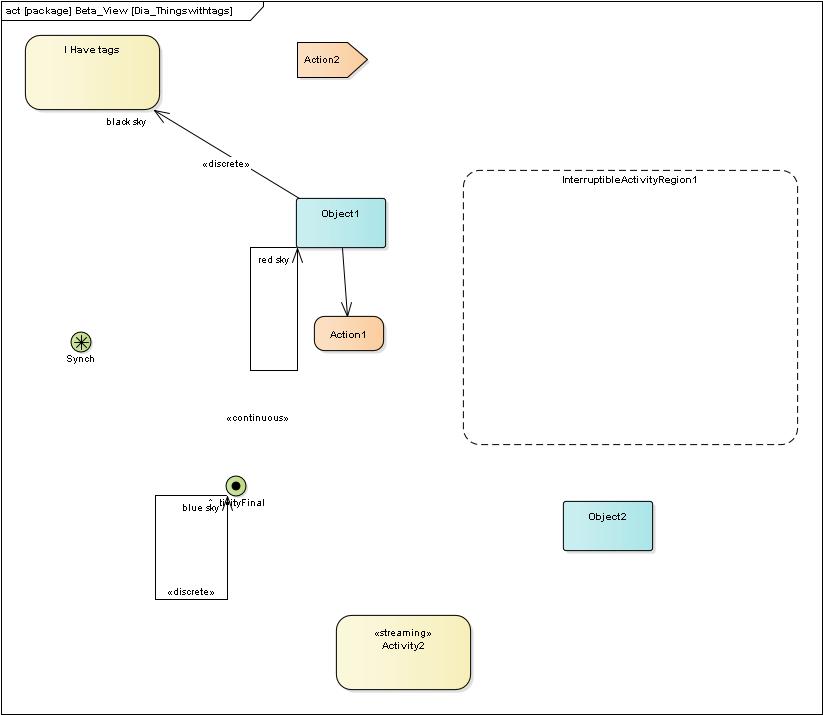 act [package] Beta_View [Dia_Thingswithtags]
I Have tags
Action2
black sky
«discrete»
InterruptibleActivityRegion1
Object1
red sky
Action1
Synch
«continuous»
tivityFinal
blue sky
Object2
«discrete»
«streaming»
Activity2